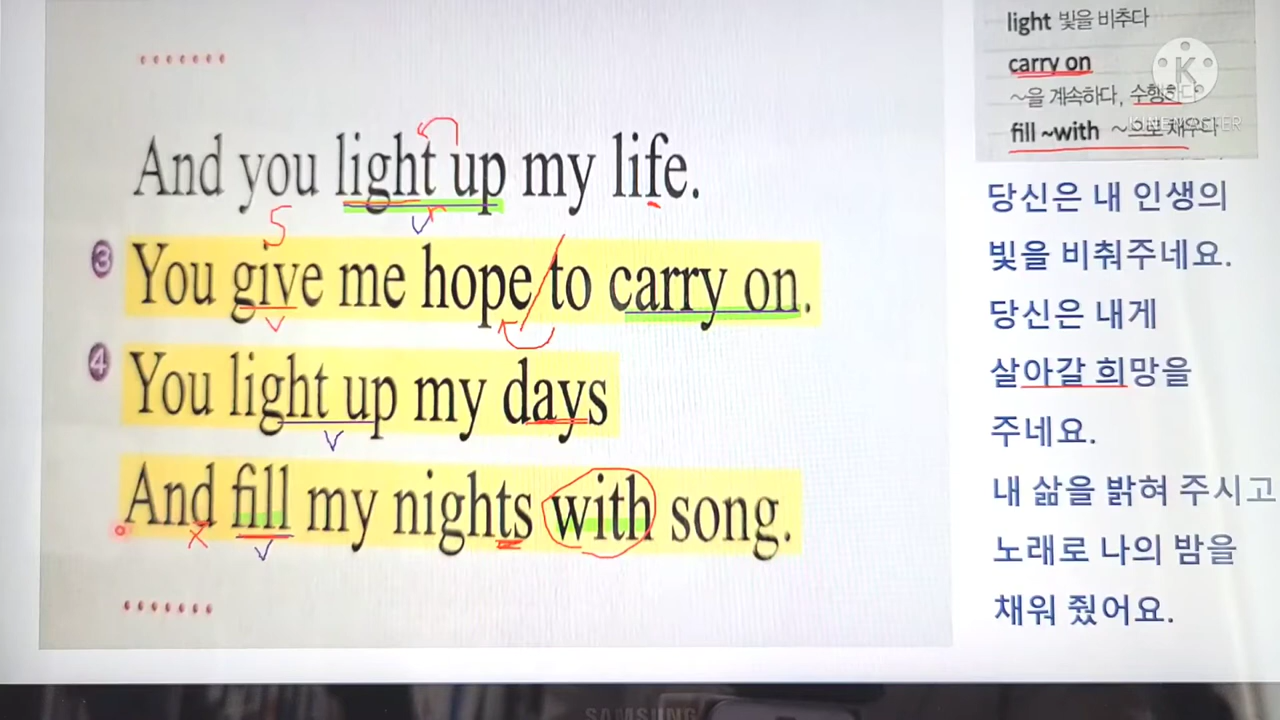 And you light up my life.
S
v
③ You give me hope / to carry on.
v
④ You light up my days
v
And fill my nights with song.
x
v
light 빛을 비추다
carry on
~을 계속하다, 수행하다
fill ~with ~으로 채우다
K
KINEMASTER
당신은 내 인생의
빛을 비춰주네요.
당신은 내게
살아갈 희망을
주네요.
내 삶을 밝혀 주시고
노래로 나의 밤을
채워 줬어요.
SAMSUNG